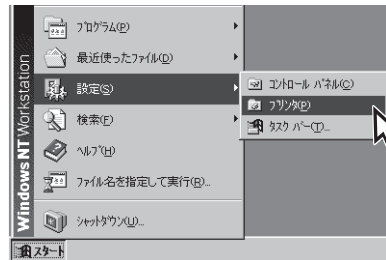 Windows NT Workstation
ﾌﾟﾛｸﾞﾗﾑ(P)
最近使ったﾌｧｲﾙ(D)
設定(S)
検索(F)
ﾍﾙﾌﾟ(H)
ﾌｧｲﾙ名を指定して実行(R)...
ｼｬｯﾄﾀﾞｳﾝ(U)...
ｺﾝﾄﾛｰﾙ ﾊﾟﾈﾙ(C)
ﾌﾟﾘﾝﾀ(P)
ﾀｽｸ ﾊﾞｰ(T)...
スタート